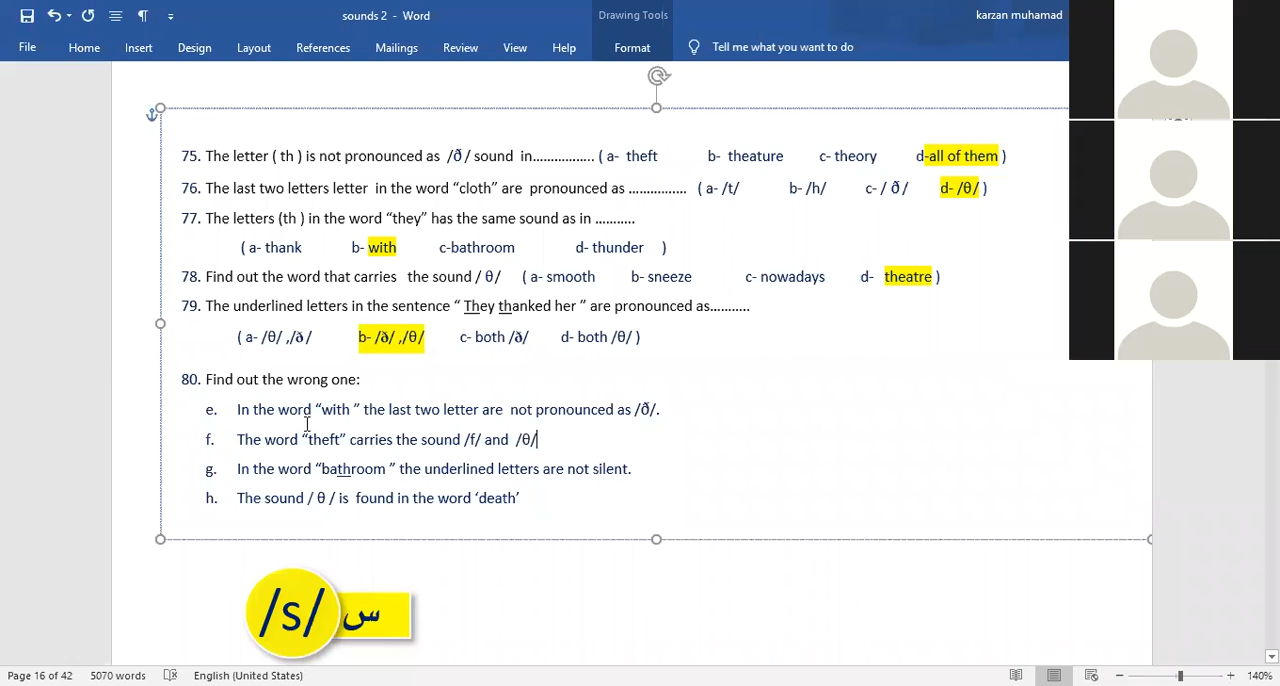 sounds 2 - Word
Drawing Tools
karzan muhamad
File Home Insert Design Layout References Mailings Review View Help Format Tell me what you want to do
75. The letter ( th ) is not pronounced as /ð/ sound in................ ( a- theft b- theature c- theory d-all of them )
76. The last two letters letter in the word “cloth” are pronounced as ............... ( a- /t/ b- /h/ c- / ð / d- /θ/ )
77. The letters (th ) in the word “they” has the same sound as in ...........
( a- thank b- with c-bathroom d- thunder )
78. Find out the word that carries the sound / θ/ ( a- smooth b- sneeze c- nowadays d- theatre )
79. The underlined letters in the sentence “ They thanked her ” are pronounced as...........
( a- /θ/ ,/ð/ b- /ð/ ,/θ/ c- both /ð/ d- both /θ/ )
80. Find out the wrong one:
e. In the word “with ” the last two letter are not pronounced as /ð/.
f. The word “theft” carries the sound /f/ and /θ/
g. In the word “bathroom ” the underlined letters are not silent.
h. The sound / θ / is found in the word ‘death’
/s/ س
Page 16 of 42 5070 words English (United States) 140%